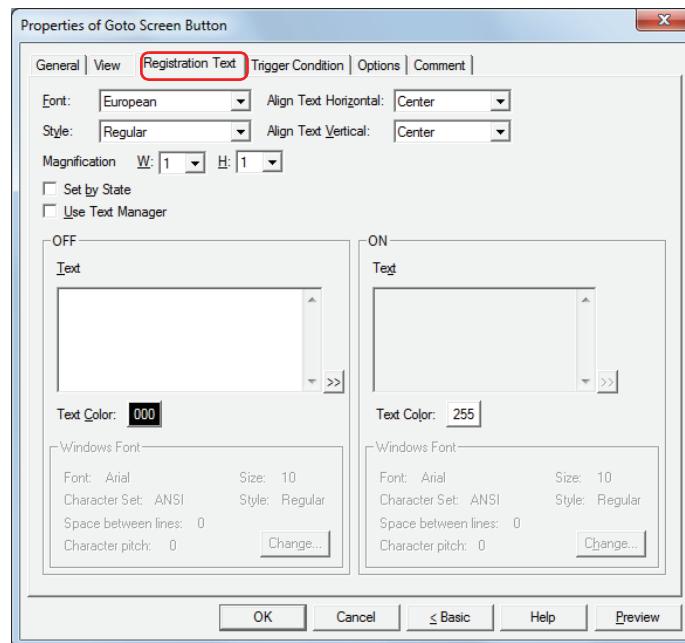 Properties of Goto Screen Button
General View Registration Text Trigger Condition Options Comment
Font: European Align Text Horizontal: Center
Style: Regular Align Text Vertical: Center
Magnification W: 1 H: 1
Set by State
Use Text Manager
OFF ON
Text Text
>> >>
Text Color: 000 Text Color: 255
Windows Font Windows Font
Font: Arial Size: 10 Font: Arial Size: 10
Character Set: ANSI Style: Regular Character Set: ANSI Style: Regular
Space between lines: 0 Space between lines: 0
Character pitch: 0 Change... Character pitch: 0 Change...
OK Cancel < Basic Help Preview